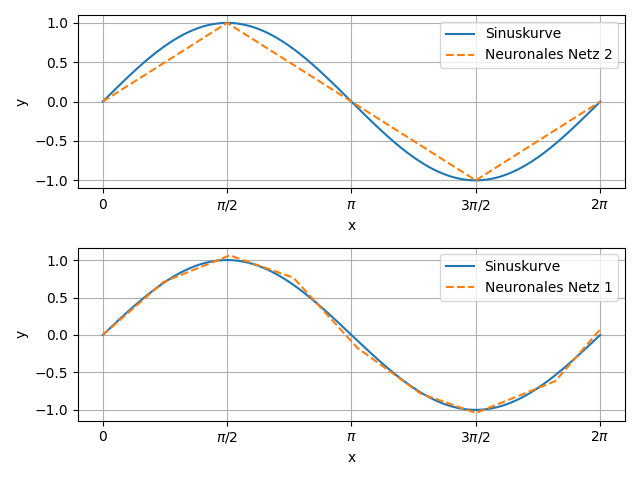 1.0
0.5
0.0
−0.5
−1.0
y
Sinuskurve
Neuronales Netz 2
0 π/2 π 3π/2 2π
x
1.0
0.5
0.0
−0.5
−1.0
y
Sinuskurve
Neuronales Netz 1
0 π/2 π 3π/2 2π
x